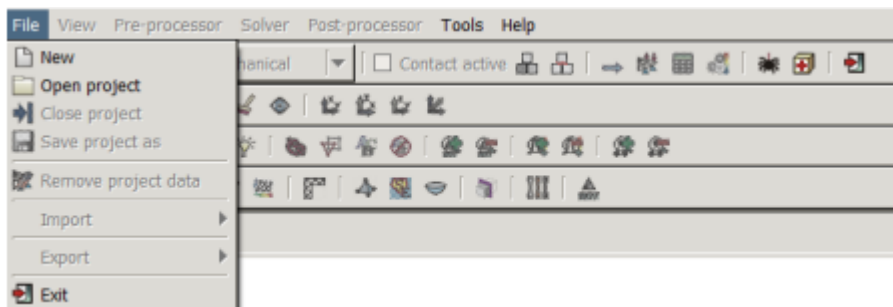 File View Pre-processor Solver Post-processor Tools Help
New
hanical Contact active
Open project
Close project
Save project as
Remove project data
Import
Export
Exit